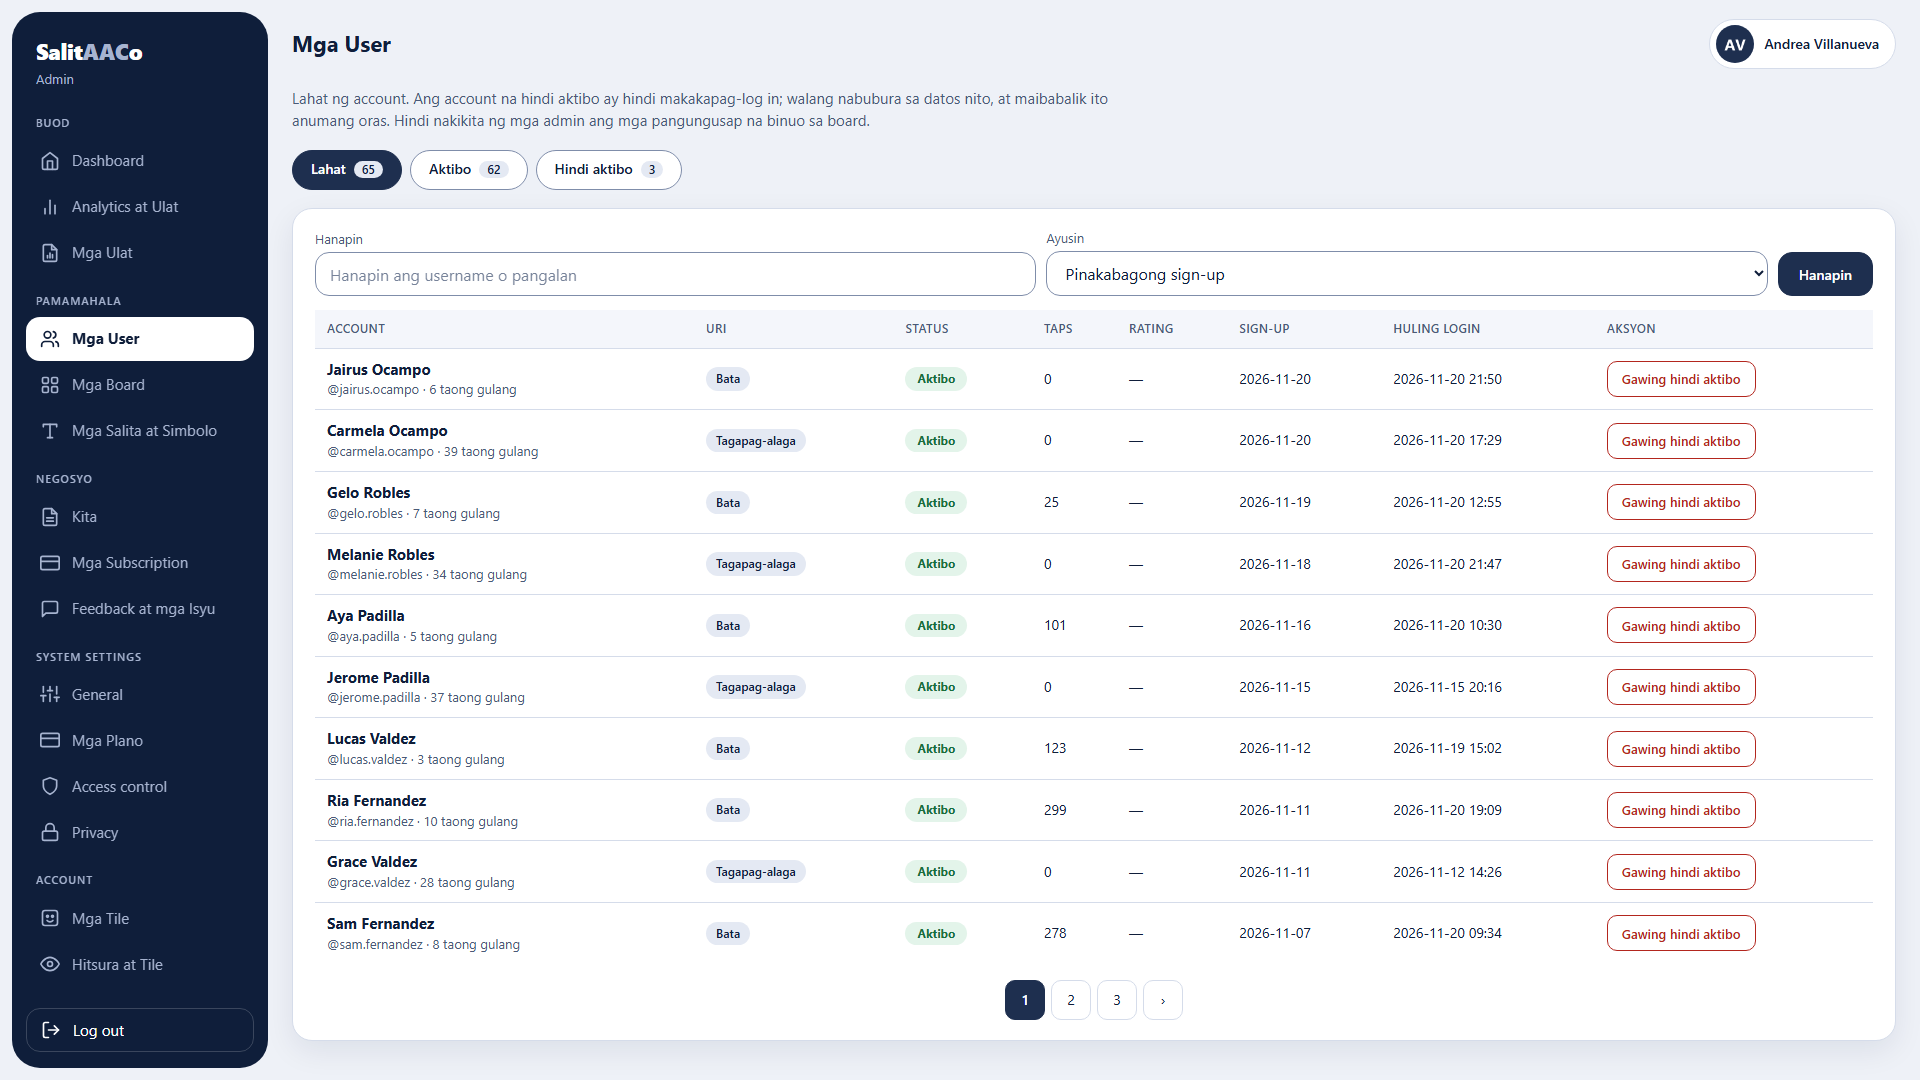 SalitAACo
Admin
BUOD
Dashboard
Analytics at Ulat
Mga Ulat
PAMAMAHALA
Mga User
Mga Board
Mga Salita at Simbolo
NEGOSYO
Kita
Mga Subscription
Feedback at mga Isyu
SYSTEM SETTINGS
General
Mga Plano
Access control
Privacy
ACCOUNT
Mga Tile
Hitsura at Tile
Log out
Mga User
AV Andrea Villanueva
Lahat ng account. Ang account na hindi aktibo ay hindi makakapag-log in; walang nabubura sa datos nito, at maibabalik ito
anumang oras. Hindi nakikita ng mga admin ang mga pangungusap na binuo sa board.
Lahat 65 Aktibo 62 Hindi aktibo 3
Hanapin Ayusin
Hanapin ang username o pangalan Pinakabagong sign-up Hanapin
ACCOUNT URI STATUS TAPS RATING SIGN-UP HULING LOGIN AKSYON
Jairus Ocampo
@jairus.ocampo · 6 taong gulang Bata Aktibo 0 — 2026-11-20 2026-11-20 21:50 Gawing hindi aktibo
Carmela Ocampo
@carmela.ocampo · 39 taong gulang Tagapag-alaga Aktibo 0 — 2026-11-20 2026-11-20 17:29 Gawing hindi aktibo
Gelo Robles
@gelo.robles · 7 taong gulang Bata Aktibo 25 — 2026-11-19 2026-11-20 12:55 Gawing hindi aktibo
Melanie Robles
@melanie.robles · 34 taong gulang Tagapag-alaga Aktibo 0 — 2026-11-18 2026-11-20 21:47 Gawing hindi aktibo
Aya Padilla
@aya.padilla · 5 taong gulang Bata Aktibo 101 — 2026-11-16 2026-11-20 10:30 Gawing hindi aktibo
Jerome Padilla
@jerome.padilla · 37 taong gulang Tagapag-alaga Aktibo 0 — 2026-11-15 2026-11-15 20:16 Gawing hindi aktibo
Lucas Valdez
@lucas.valdez · 3 taong gulang Bata Aktibo 123 — 2026-11-12 2026-11-19 15:02 Gawing hindi aktibo
Ria Fernandez
@ria.fernandez · 10 taong gulang Bata Aktibo 299 — 2026-11-11 2026-11-20 19:09 Gawing hindi aktibo
Grace Valdez
@grace.valdez · 28 taong gulang Tagapag-alaga Aktibo 0 — 2026-11-11 2026-11-12 14:26 Gawing hindi aktibo
Sam Fernandez
@sam.fernandez · 8 taong gulang Bata Aktibo 278 — 2026-11-07 2026-11-20 09:34 Gawing hindi aktibo
1 2 3 ›